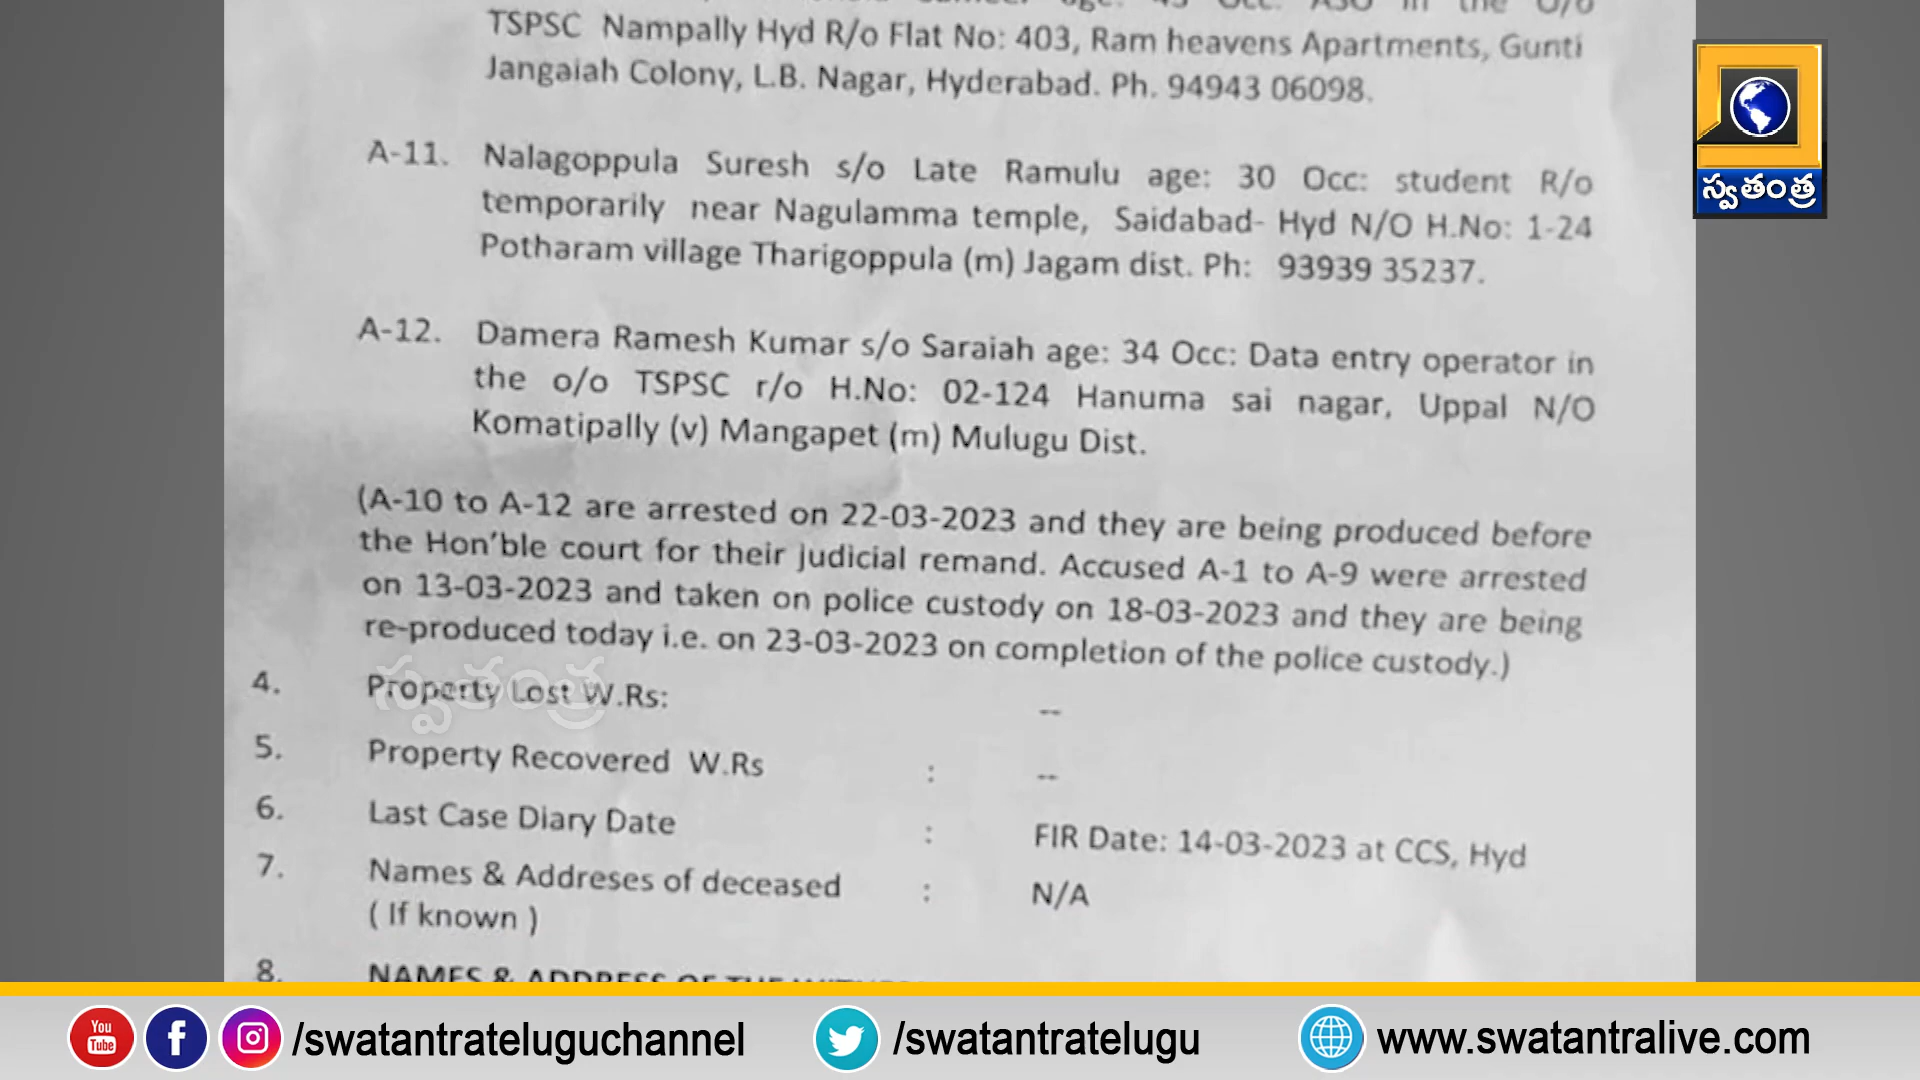 TSPSC Nampally Hyd R/o Flat No: 403, Ram heavens Apartments, Gunti
Jangaiah Colony, L.B. Nagar, Hyderabad. Ph. 94943 06098.
A-11. Nalagoppula Suresh s/o Late Ramulu age: 30 Occ: student R/o
temporarily near Nagulamma temple, Saidabad- Hyd N/O H.No: 1-24
Potharam village Tharigoppula (m) Jagam dist. Ph: 93939 35237.
A-12. Damera Ramesh Kumar s/o Saraiah age: 34 Occ: Data entry operator in
the o/o TSPSC r/o H.No: 02-124 Hanuma sai nagar, Uppal N/O
Komatipally (v) Mangapet (m) Mulugu Dist.
(A-10 to A-12 are arrested on 22-03-2023 and they are being produced before
the Hon'ble court for their judicial remand. Accused A-1 to A-9 were arrested
on 13-03-2023 and taken on police custody on 18-03-2023 and they are being
re-produced today i.e. on 23-03-2023 on completion of the police custody.)
4. Property Lost W.Rs: --
5. Property Recovered W.Rs : --
6. Last Case Diary Date : FIR Date: 14-03-2023 at CCS, Hyd
7. Names & Addreses of deceased : N/A
( If known )
8. NAMES & ADDRESS OF THE
స్వతంత్ర
స్వతంత్ర
You Tube
/swatantrateluguchannel
/swatantratelugu
www.swatantralive.com